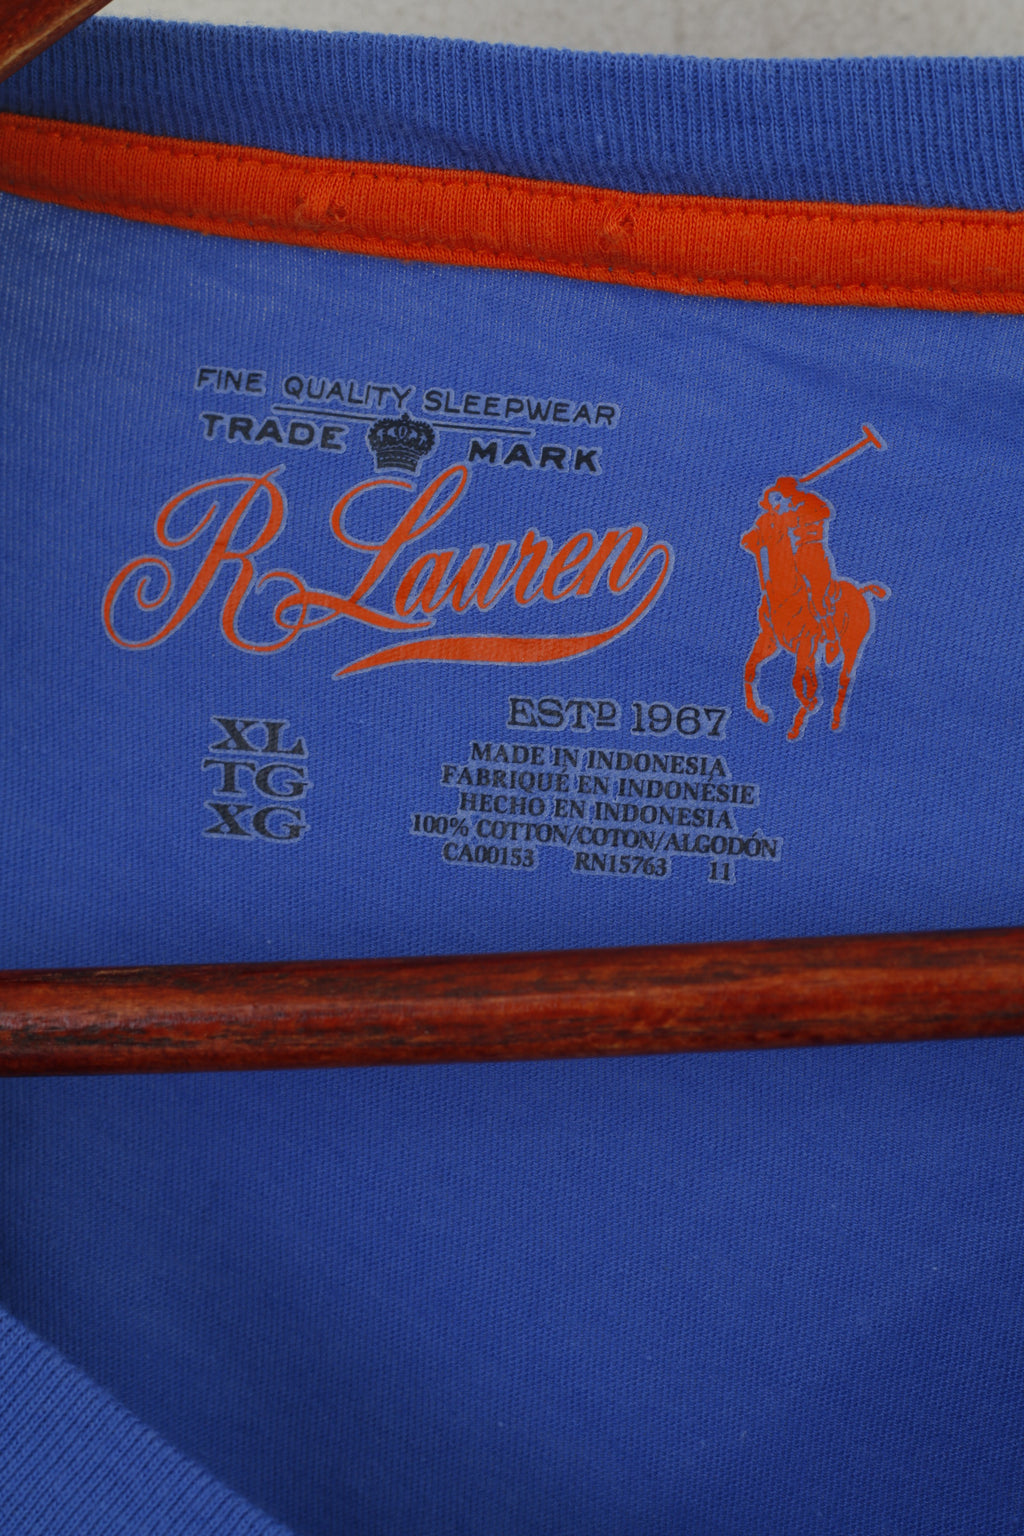 FINE QUALITY SLEEPWEAR
TRADE MARK
R Lauren
ESTD 1967
XL
TG
XG
MADE IN INDONESIA
FABRIQUÉ EN INDONÉSIE
HECHO EN INDONESIA
100% COTTON/COTON/ALGODÓN
CA00153 RN15763 11